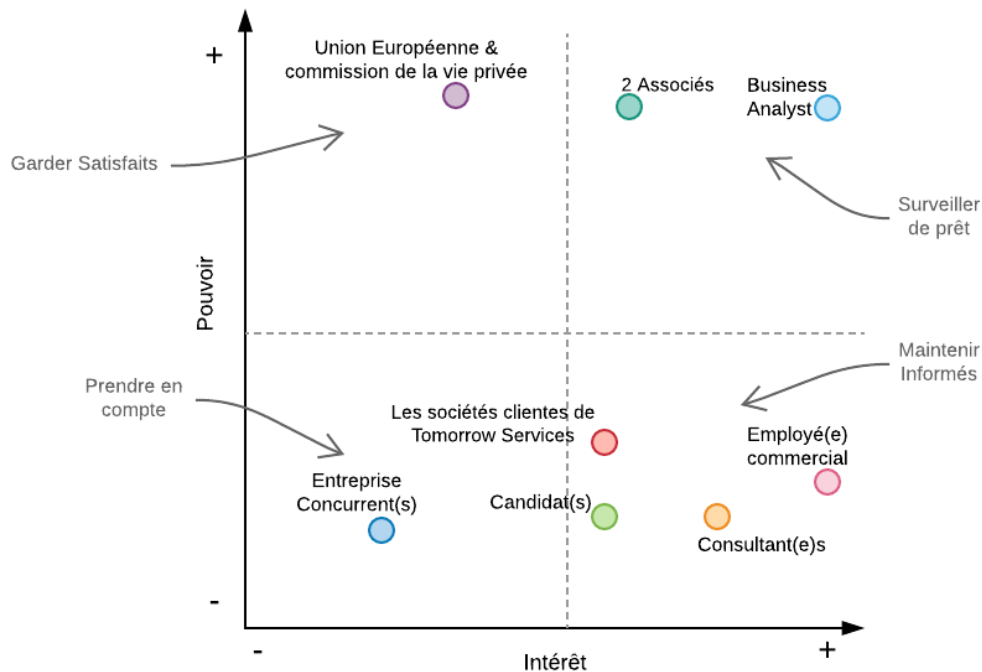 +
Union Européenne &
commission de la vie privée
2 Associés
Business
Analyst
Garder Satisfaits
Surveiller
de prêt
Pouvoir
Maintenir
Informés
Prendre en
compte
Les sociétés clientes de
Tomorrow Services
Employé(e)
commercial
Entreprise
Concurrent(s)
Candidat(s)
Consultant(e)s
-
-
+
Intérêt